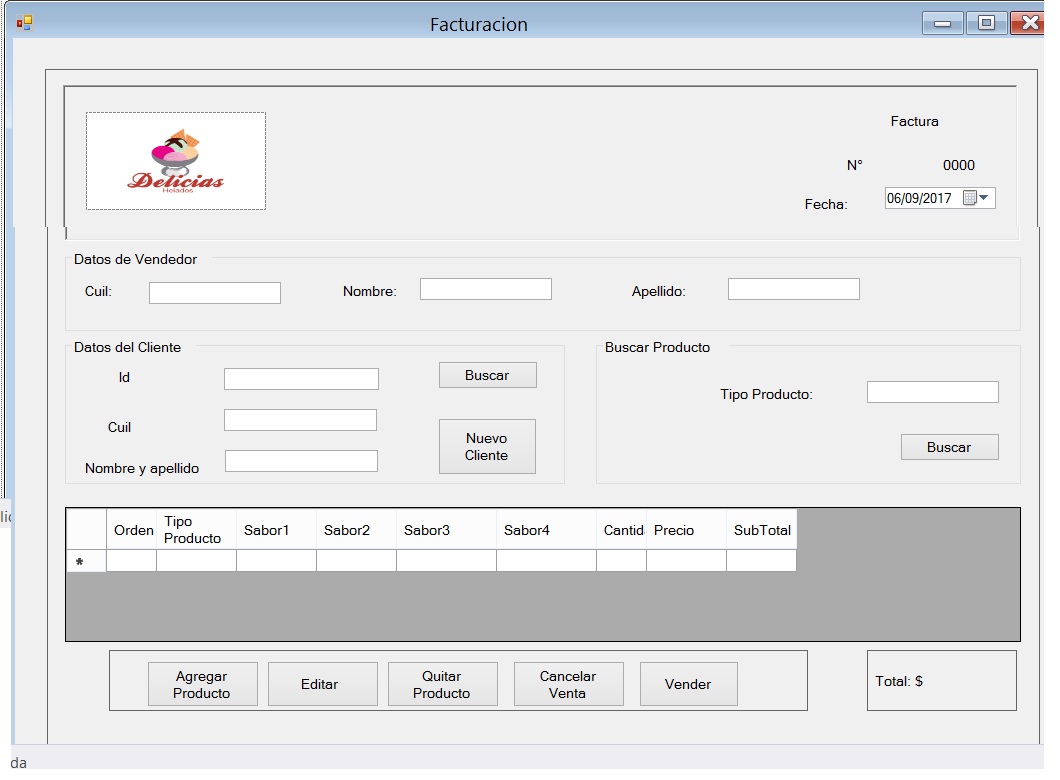 Facturacion
Delicias
Helados
Factura
N° 0000
Fecha: 06/09/2017
Datos de Vendedor
Cuil: Nombre: Apellido:
Datos del Cliente
Id
Buscar
Cuil
Nuevo
Cliente
Nombre y apellido
Buscar Producto
Tipo Producto:
Buscar
Orden Tipo Producto Sabor1 Sabor2 Sabor3 Sabor4 Cantid Precio SubTotal
*
Agregar
Producto
Editar
Quitar
Producto
Cancelar
Venta
Vender
Total: $
da